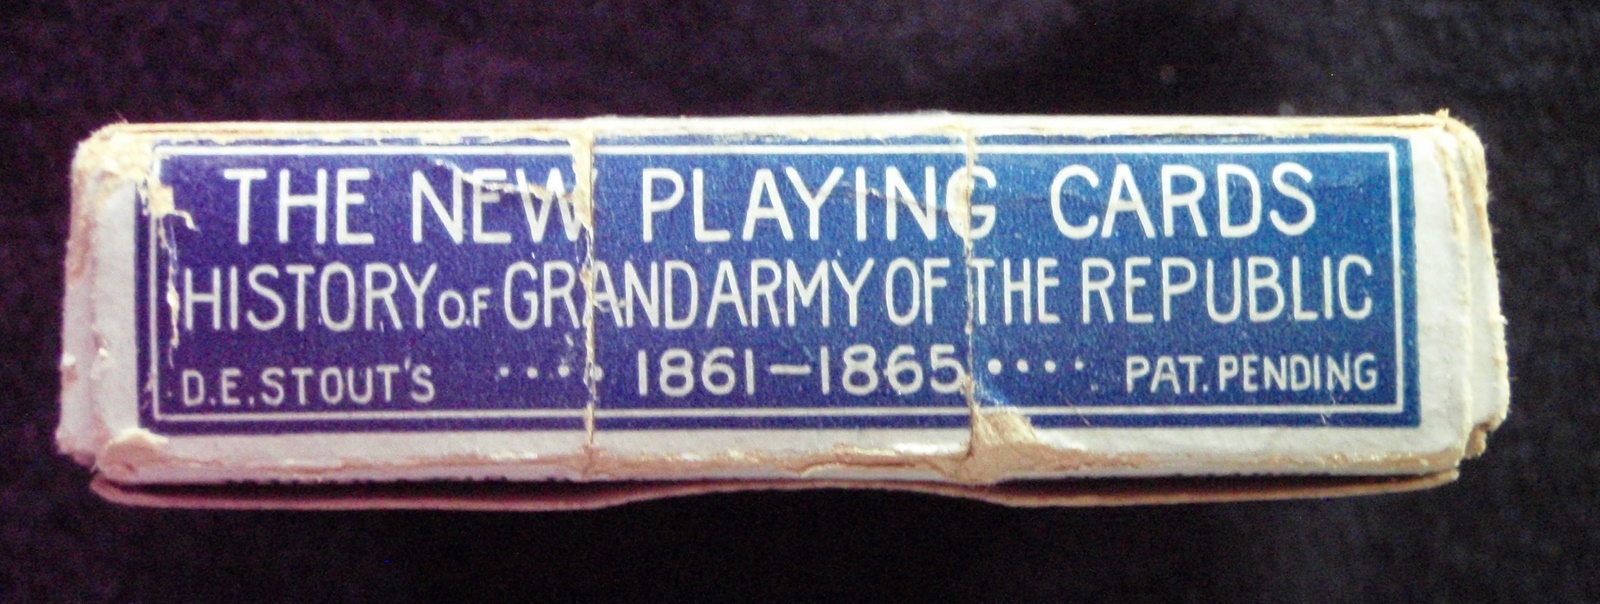 THE NEW PLAYING CARDS
HISTORY OF GRAND ARMY OF THE REPUBLIC
D.E. STOUT'S .... 1861—1865 .... PAT. PENDING